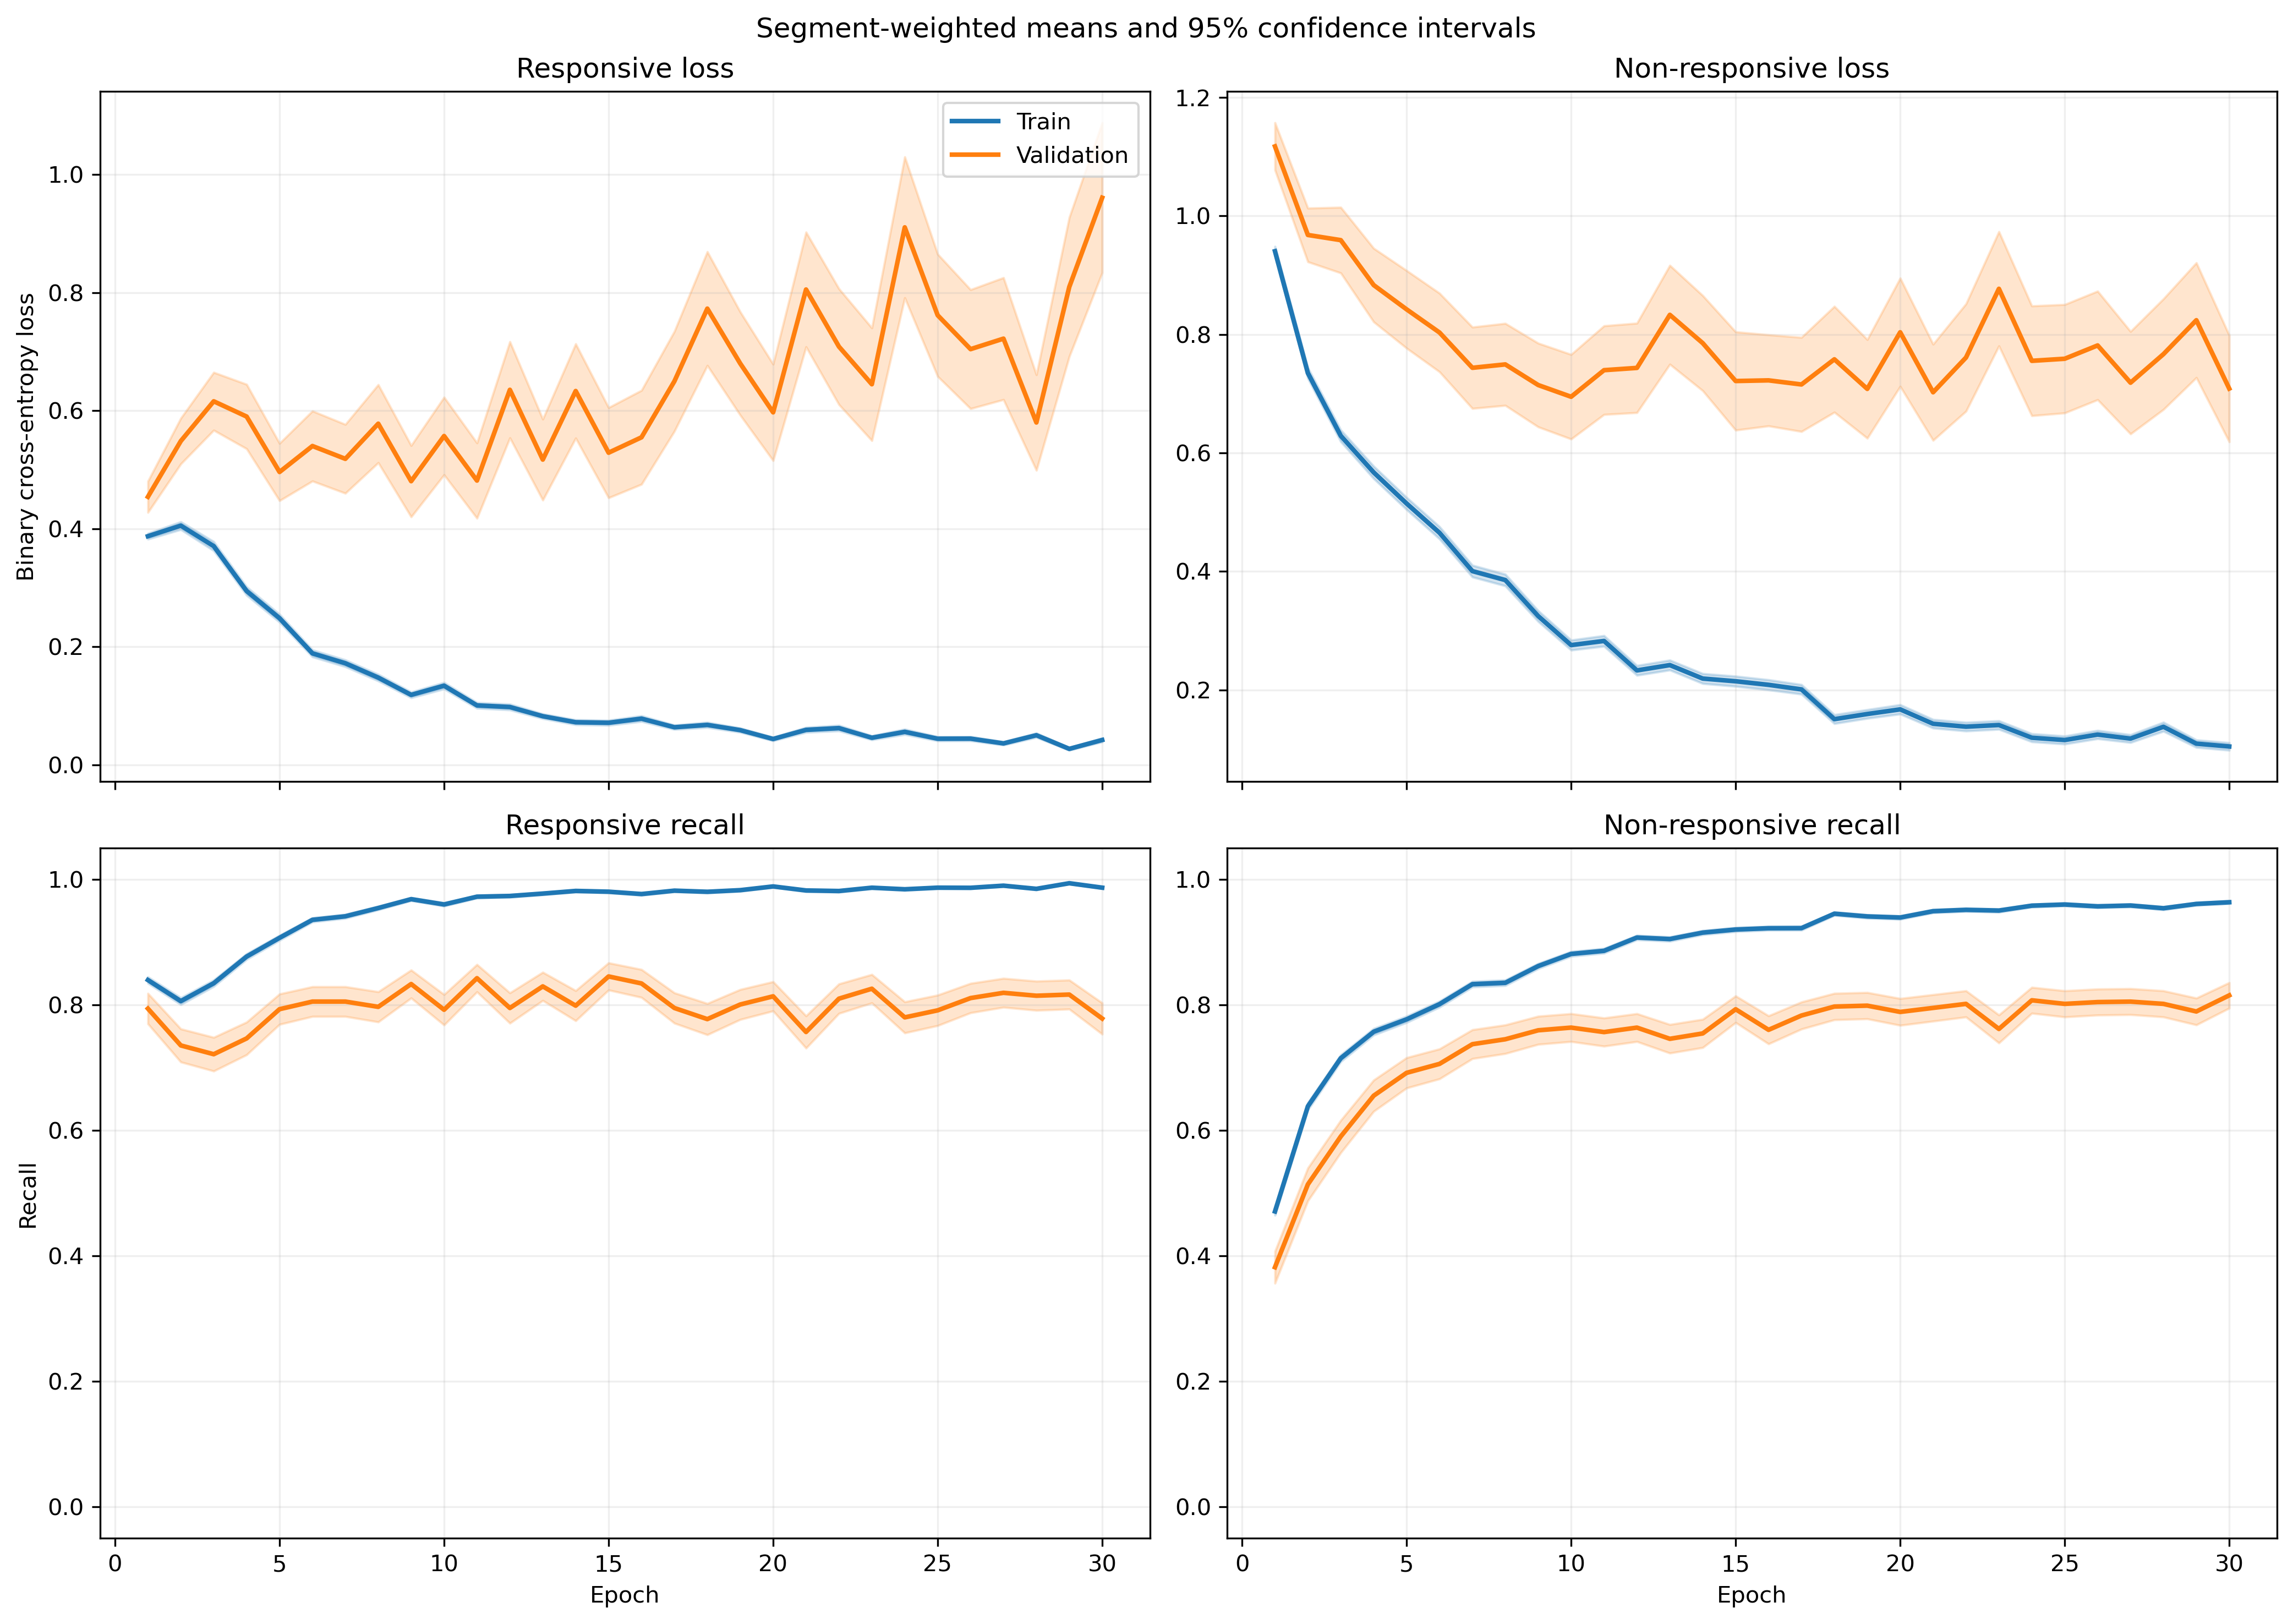 Segment-weighted means and 95% confidence intervals
Responsive loss
Non-responsive loss
Binary cross-entropy loss
1.0
0.8
0.6
0.4
0.2
0.0
Train
Validation
1.2
1.0
0.8
0.6
0.4
0.2
Responsive recall
Non-responsive recall
Recall
1.0
0.8
0.6
0.4
0.2
0.0
0 5 10 15 20 25 30
Epoch
1.0
0.8
0.6
0.4
0.2
0.0
0 5 10 15 20 25 30
Epoch